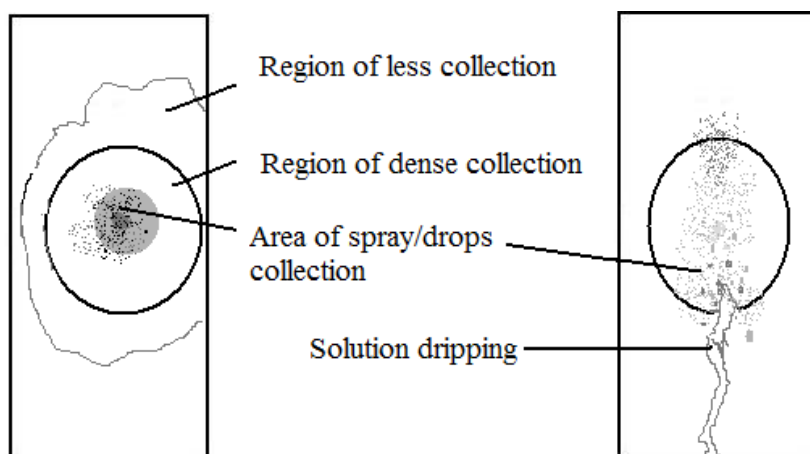 Region of less collection
Region of dense collection
Area of spray/drops
collection
Solution dripping